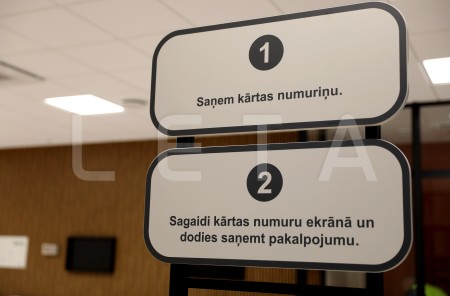 1
Saņem kārtas numuriņu.
LETA
2
Sagaidi kārtas numuru ekrānā un
dodies saņemt pakalpojumu.